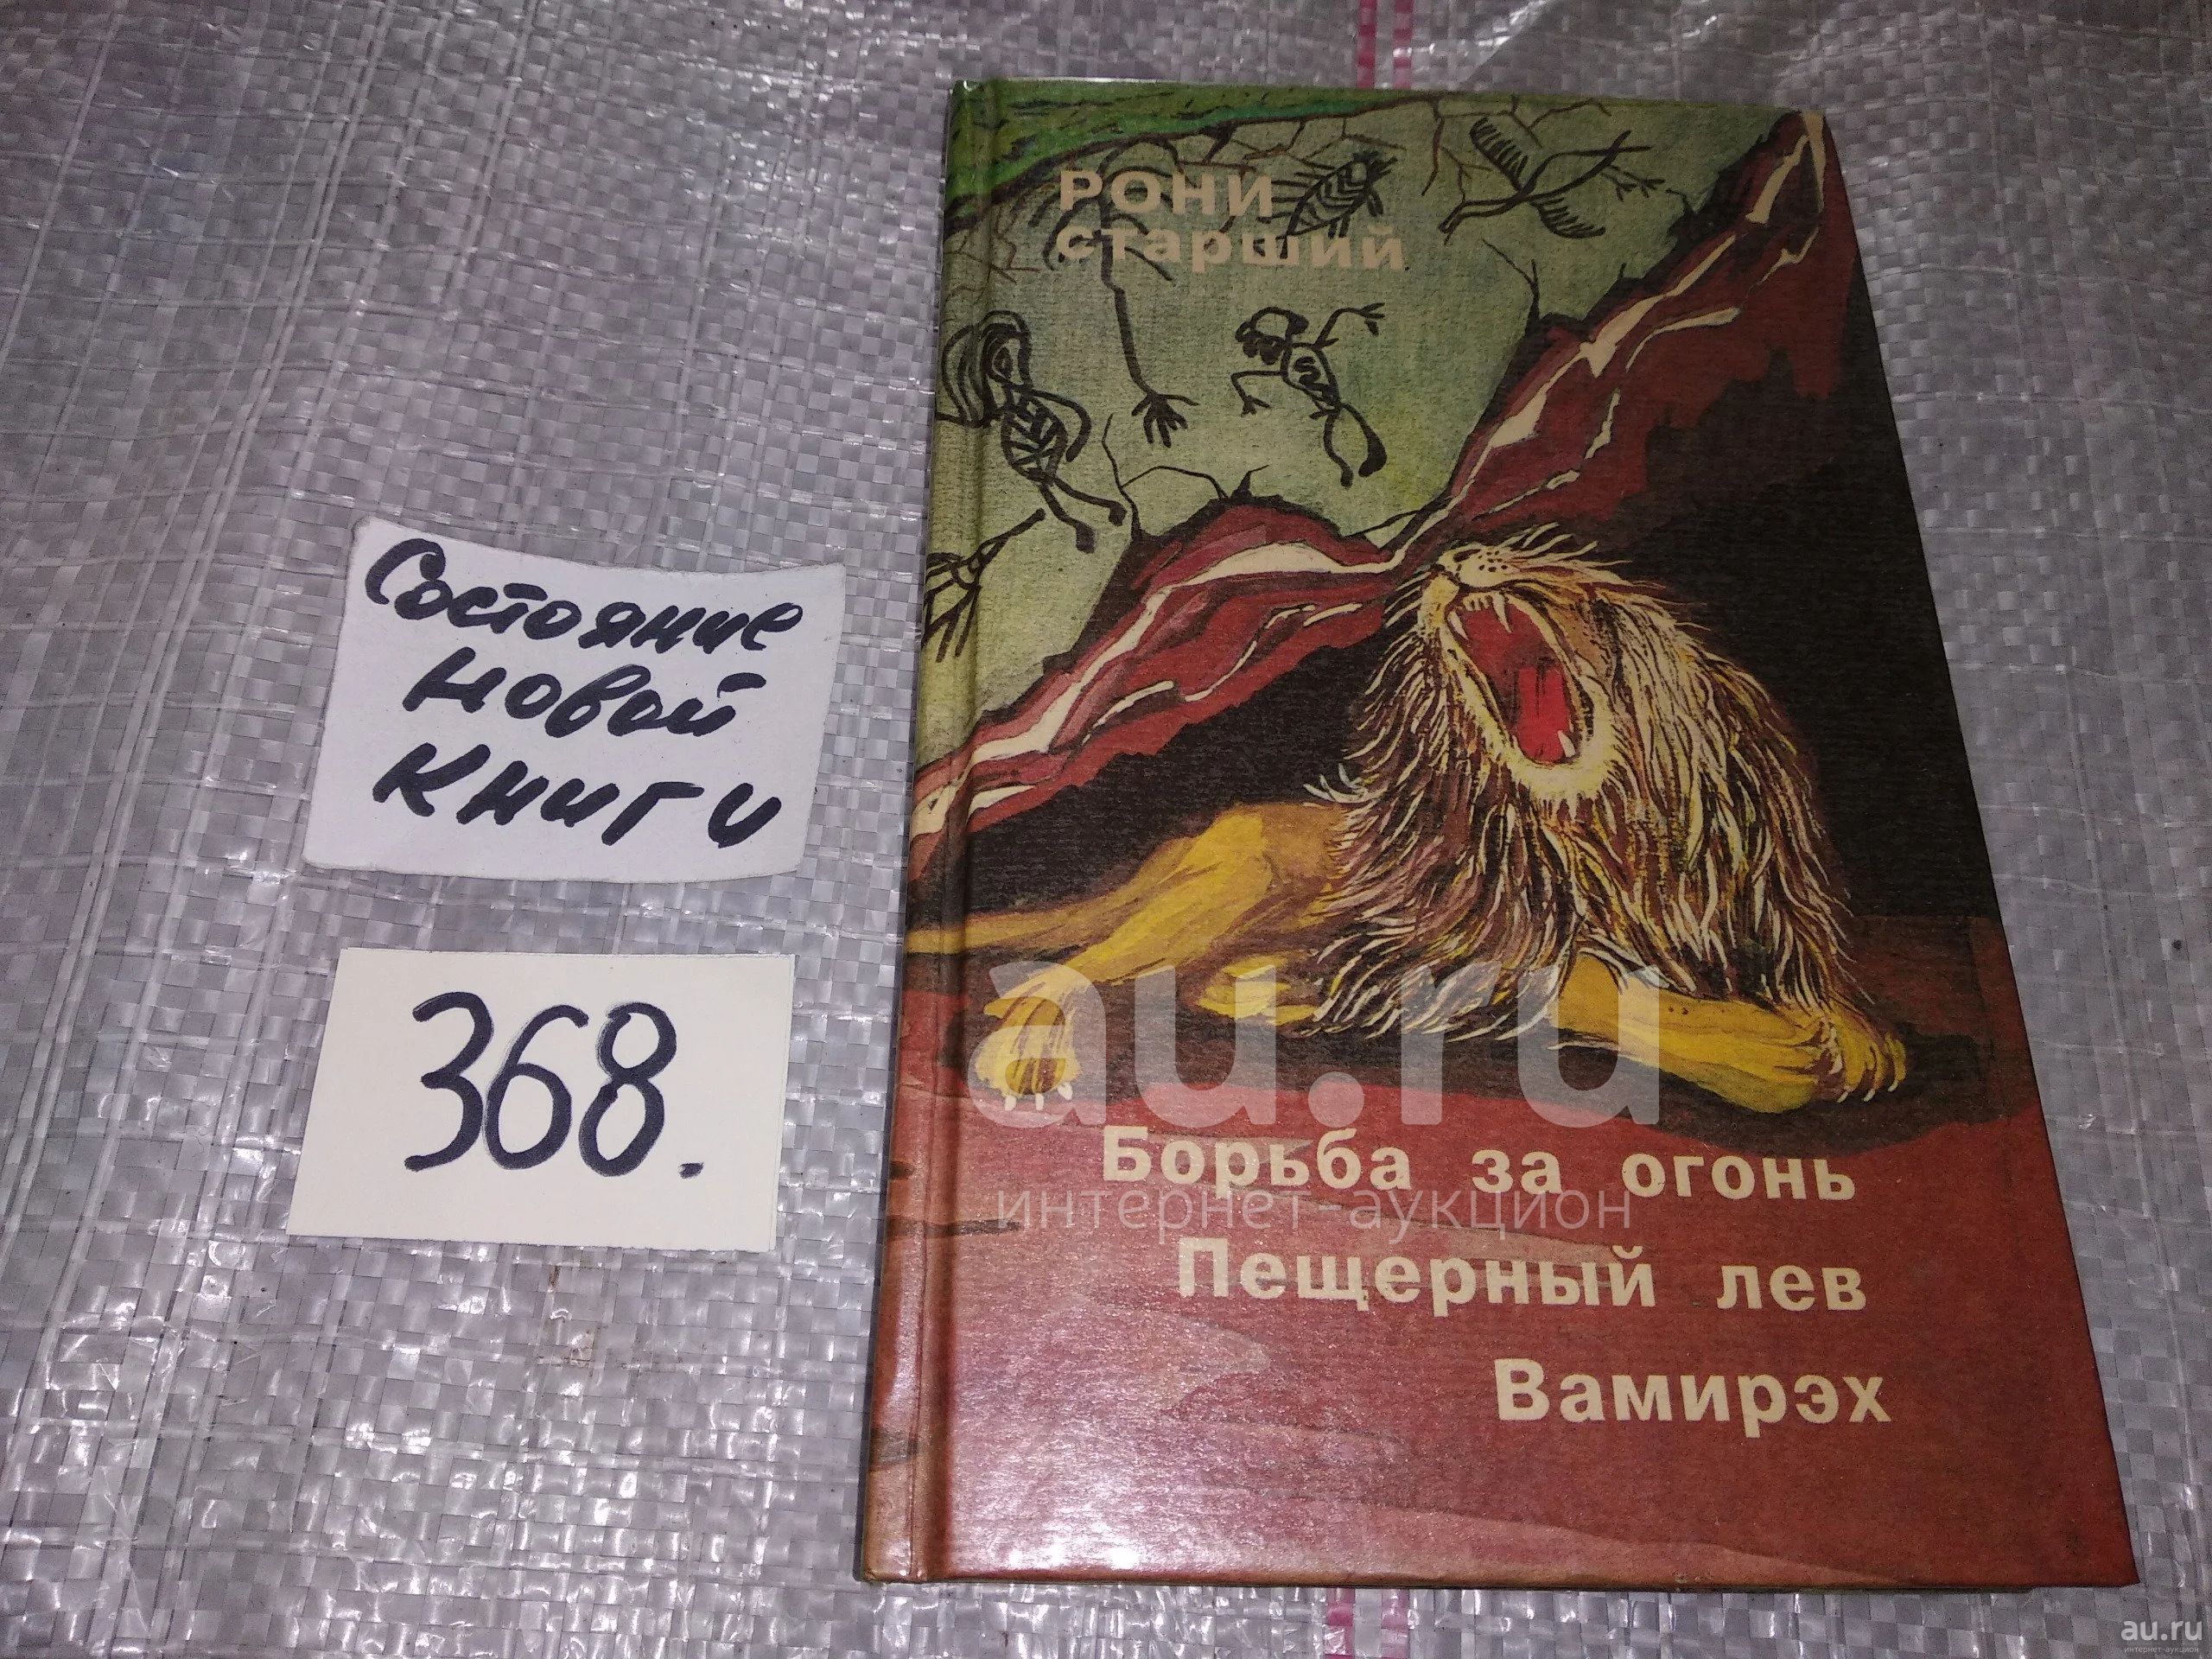 РОНИ
старший
Состояние
новой
книги
368.
au.ru
Борьба за огонь
интернет-аукцион
Пещерный лев
Вамирэх
au.ru
интернет-аукцион